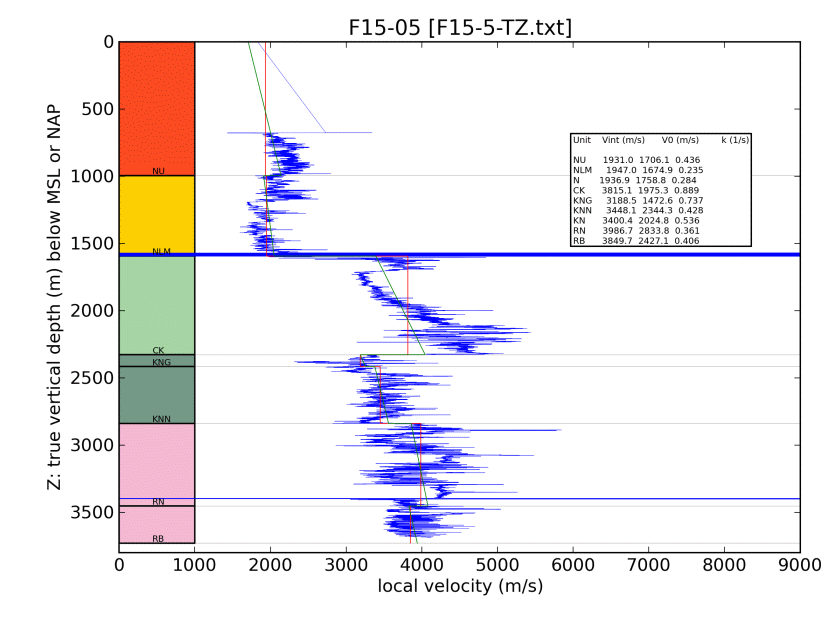 F15-05 [F15-5-TZ.txt]
Z: true vertical depth (m) below MSL or NAP
0
500
1000
1500
2000
2500
3000
3500
NU
NLM
CK
KNG
KNN
RN
RB
Unit Vint (m/s) V0 (m/s) k (1/s)
NU 1931.0 1706.1 0.436
NLM 1947.0 1674.9 0.235
N 1936.9 1758.8 0.284
CK 3815.1 1975.3 0.889
KNG 3188.5 1472.6 0.737
KNN 3448.1 2344.3 0.428
KN 3400.4 2024.8 0.536
RN 3986.7 2833.8 0.361
RB 3849.7 2427.1 0.406
0 1000 2000 3000 4000 5000 6000 7000 8000 9000
local velocity (m/s)